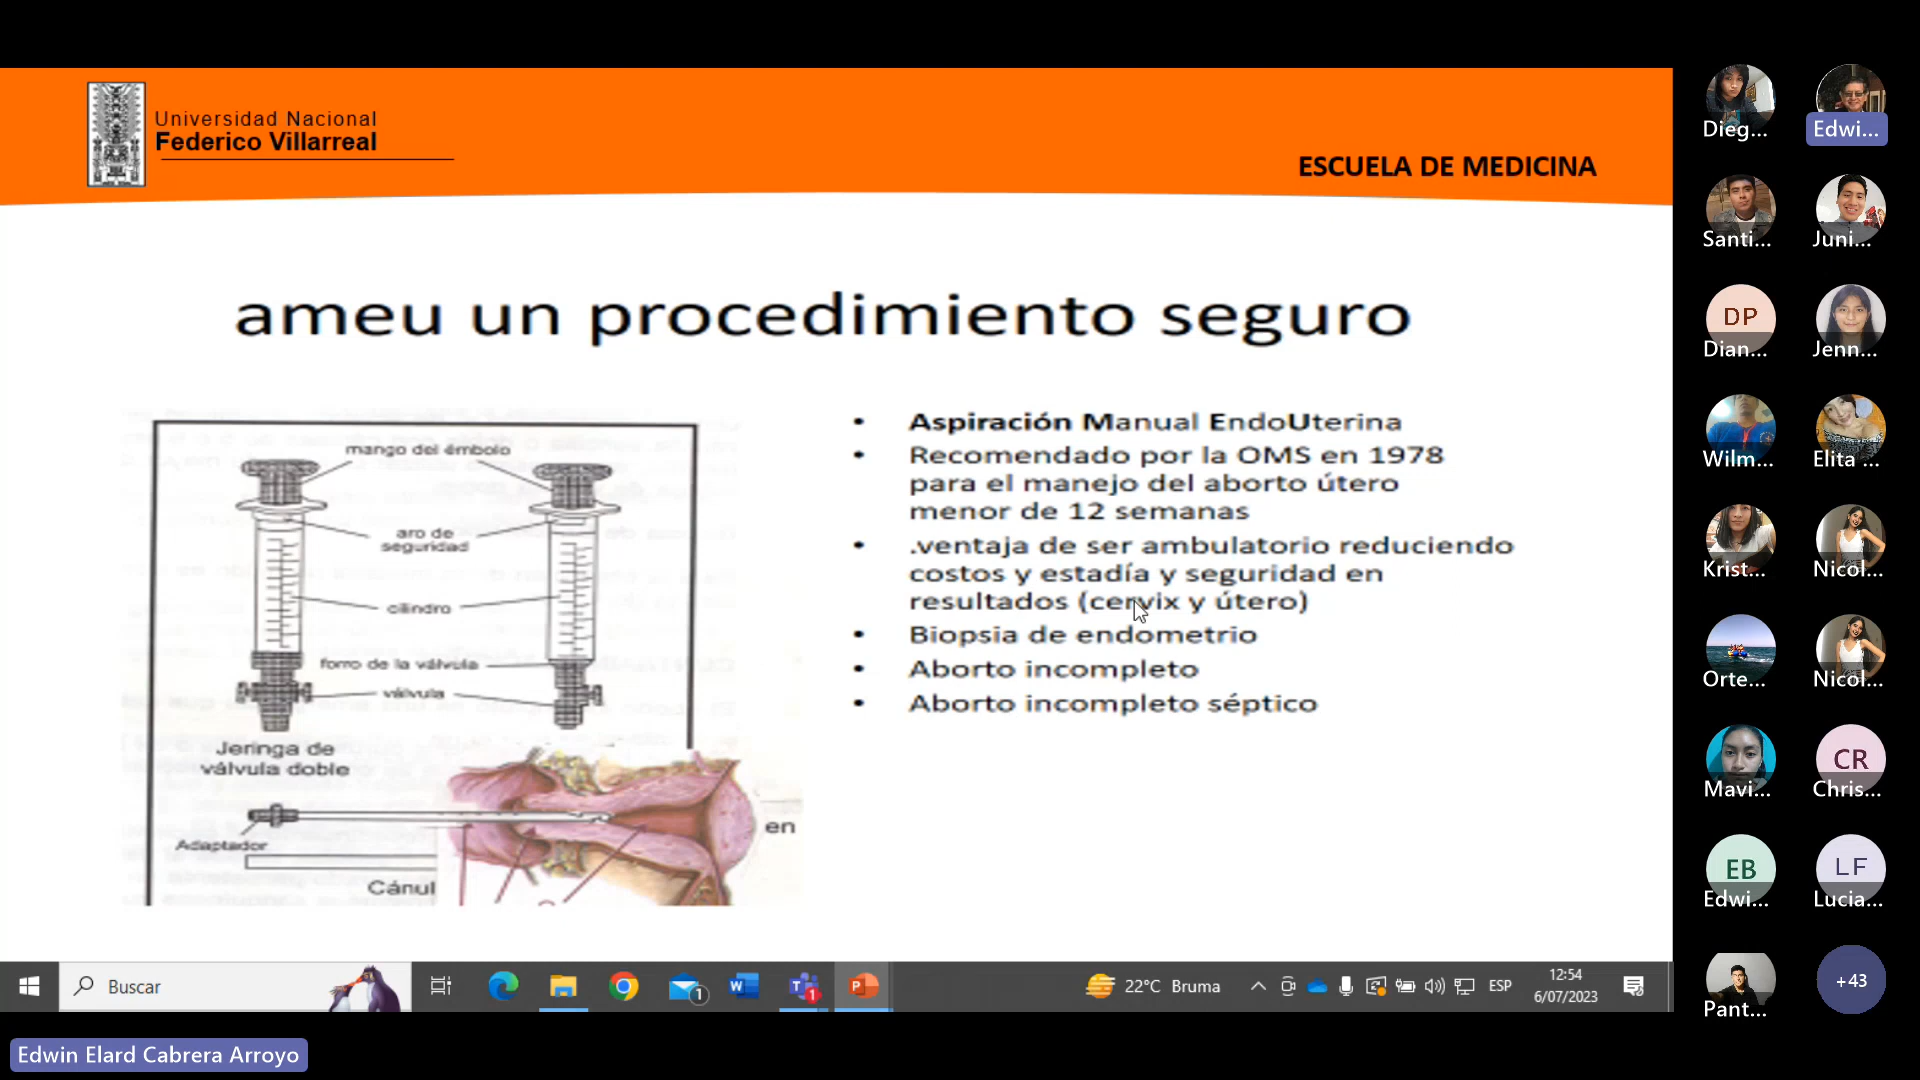 Universidad Nacional
Federico Villarreal
ESCUELA DE MEDICINA
ameu un procedimiento seguro
mango del émbolo
aro de
seguridad
cilindro
forro de la válvula
válvula
Jeringa de
válvula doble
Adaptador
Cánul
en
• Aspiración Manual EndoUterina
• Recomendado por la OMS en 1978
para el manejo del aborto útero
menor de 12 semanas
• .ventaja de ser ambulatorio reduciendo
costos y estadía y seguridad en
resultados (cervix y útero)
• Biopsia de endometrio
• Aborto incompleto
• Aborto incompleto séptico
Dieg...
Edwi...
Santi...
Juni...
DP
Dian...
Jenn...
Wilm...
Elita ...
Krist...
Nicol...
Orte...
Nicol...
Mavi...
CR
Chris...
EB
Edwi...
LF
Lucia...
Pant...
+43
Buscar
1
1
22°C Bruma
ESP
12:54
6/07/2023
Edwin Elard Cabrera Arroyo